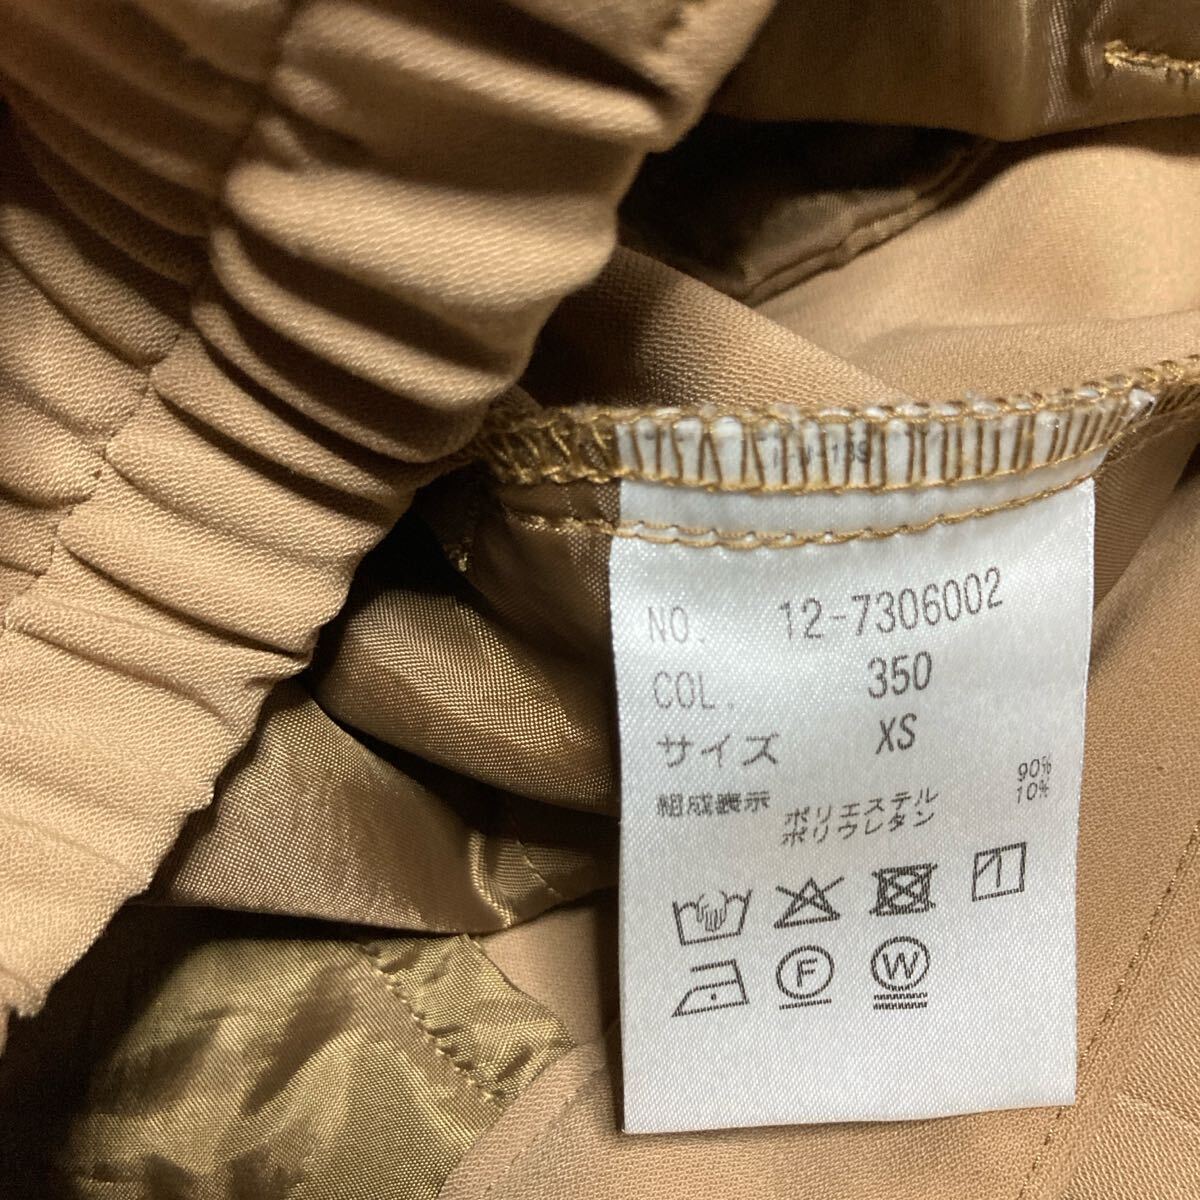 NO. 12-7306002
COL. 350
サイズ XS
組成表示 ポリエステル 90%
ポリウレタン 10%
F W